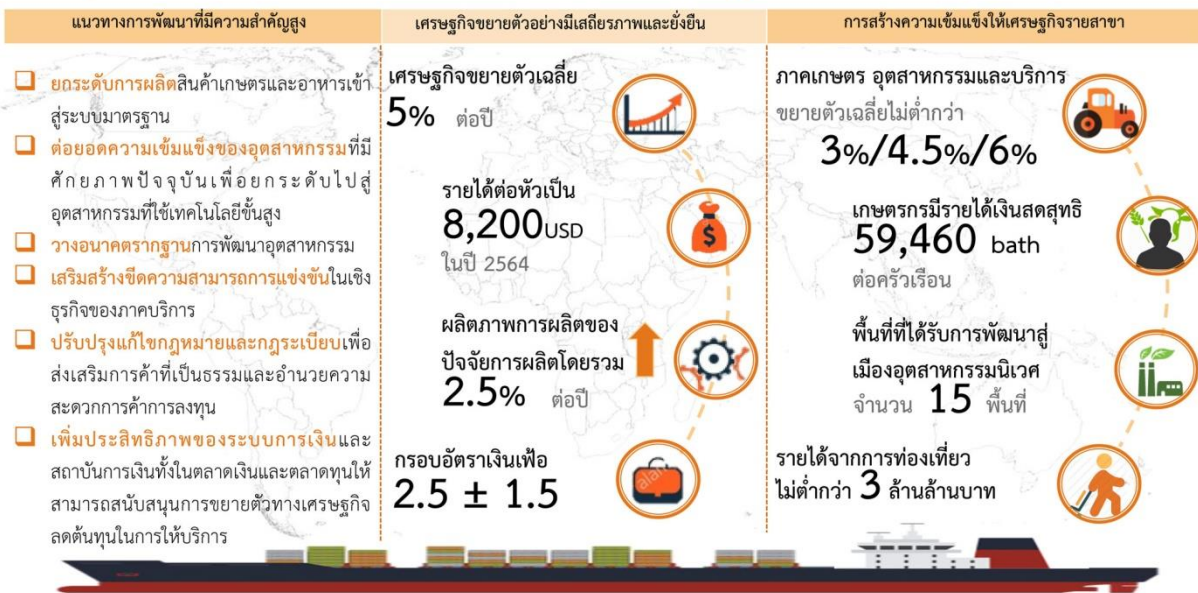 แนวทางการพัฒนาที่มีความสำคัญสูง
ยกระดับการผลิตสินค้าเกษตรและอาหารเข้า
สู่ระบบมาตรฐาน
ต่อยอดความเข้มแข็งของอุตสาหกรรมที่มี
ศักยภาพปัจจุบันเพื่อยกระดับไปสู่
อุตสาหกรรมที่ใช้เทคโนโลยีขั้นสูง
วางอนาคตรากฐานการพัฒนาอุตสาหกรรม
เสริมสร้างขีดความสามารถการแข่งขันในเชิง
ธุรกิจของภาคบริการ
ปรับปรุงแก้ไขกฎหมายและกฎระเบียบเพื่อ
ส่งเสริมการค้าที่เป็นธรรมและอำนวยความ
สะดวกการค้าการลงทุน
เพิ่มประสิทธิภาพของระบบการเงินและ
สถาบันการเงินทั้งในตลาดเงินและตลาดทุนให้
สามารถสนับสนุนการขยายตัวทางเศรษฐกิจ
ลดต้นทุนในการให้บริการ
เศรษฐกิจขยายตัวอย่างมีเสถียรภาพและยั่งยืน
เศรษฐกิจขยายตัวเฉลี่ย
5% ต่อปี
รายได้ต่อหัวเป็น
8,200USD
ในปี 2564
ผลิตภาพการผลิตของ
ปัจจัยการผลิตโดยรวม
2.5% ต่อปี
กรอบอัตราเงินเฟ้อ
2.5 ± 1.5
การสร้างความเข้มแข็งให้เศรษฐกิจรายสาขา
ภาคเกษตร อุตสาหกรรมและบริการ
ขยายตัวเฉลี่ยไม่ต่ำกว่า
3%/4.5%/6%
เกษตรกรมีรายได้เงินสดสุทธิ
59,460 bath
ต่อครัวเรือน
พื้นที่ที่ได้รับการพัฒนาสู่
เมืองอุตสาหกรรมนิเวศ
จำนวน 15 พื้นที่
รายได้จากการท่องเที่ยว
ไม่ต่ำกว่า 3 ล้านล้านบาท